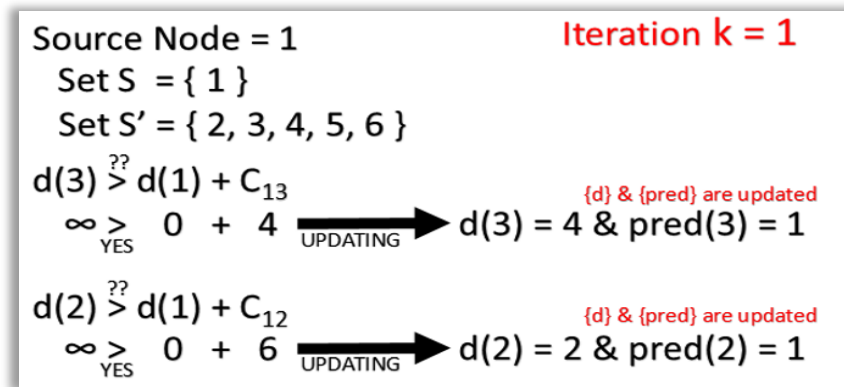 Source Node = 1
Iteration k = 1
Set S = { 1 }
Set S’ = { 2, 3, 4, 5, 6 }
??
d(3) > d(1) + C₁₃
{d} & {pred} are updated
∞ > 0 + 4
d(3) = 4 & pred(3) = 1
YES
UPDATING
??
d(2) > d(1) + C₁₂
{d} & {pred} are updated
∞ > 0 + 6
d(2) = 2 & pred(2) = 1
YES
UPDATING